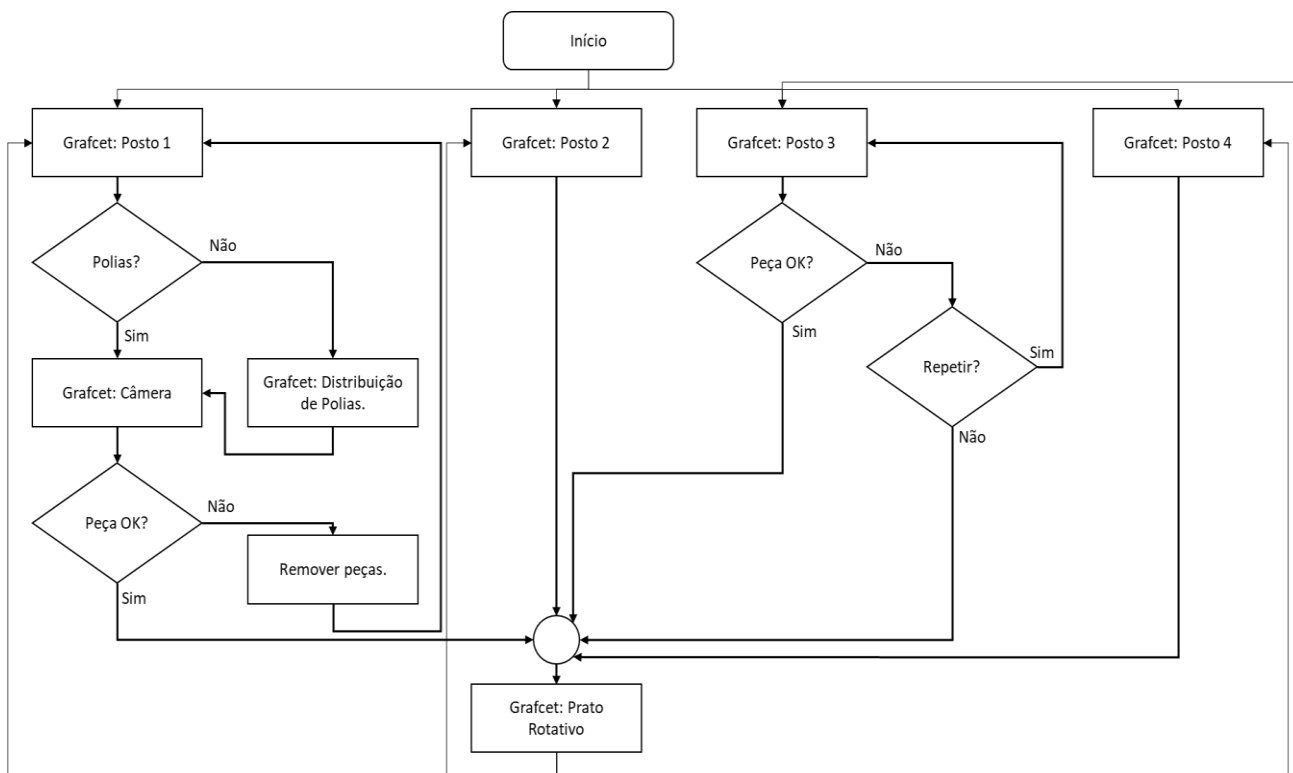 Início
Grafcet: Posto 1
Grafcet: Posto 2
Grafcet: Posto 3
Grafcet: Posto 4
Polias?
Não
Sim
Peça OK?
Não
Sim
Repetir?
Sim
Não
Grafcet: Câmera
Grafcet: Distribuição
de Polias.
Peça OK?
Não
Sim
Remover peças.
Grafcet: Prato
Rotativo